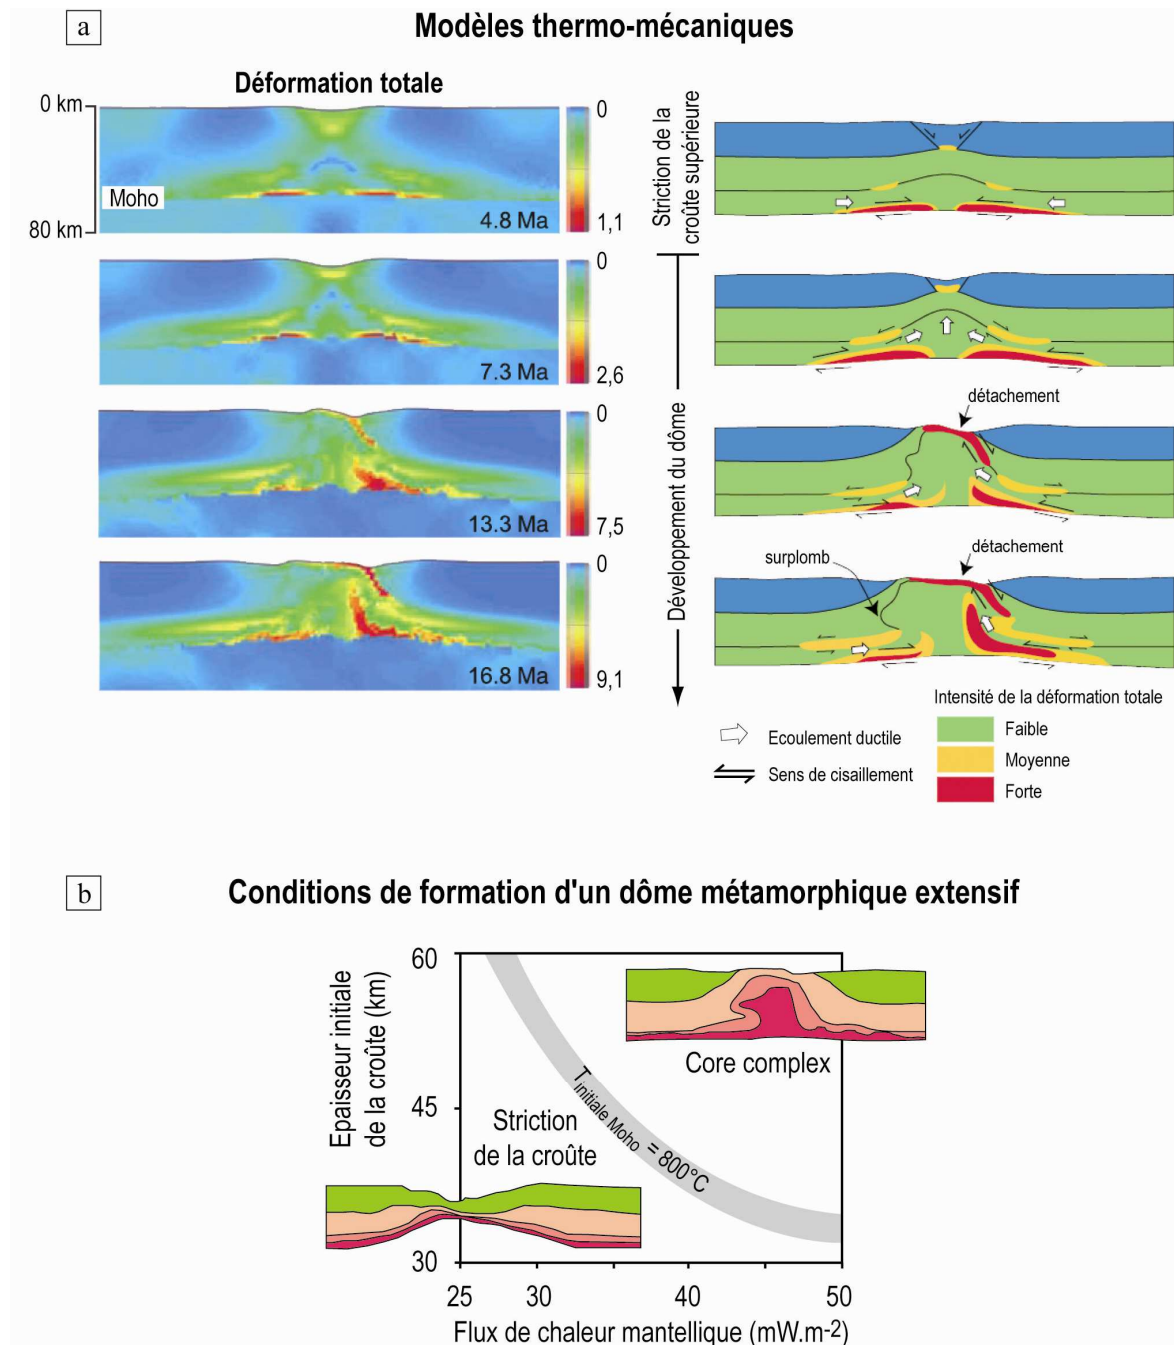 a
Modèles thermo-mécaniques
Déformation totale
0 km
Moho
80 km
4.8 Ma
0
1,1
7.3 Ma
0
2,6
13.3 Ma
0
7,5
16.8 Ma
0
9,1
Striction de la
croûte supérieure
Développement du dôme
détachement
surplomb
détachement
Ecoulement ductile
Sens de cisaillement
Intensité de la déformation totale
Faible
Moyenne
Forte
b
Conditions de formation d'un dôme métamorphique extensif
Epaisseur initiale
de la croûte (km)
60
45
30
Core complex
T initiale Moho = 800°C
Striction
de la croûte
25
30
40
50
Flux de chaleur mantellique (mW.m-2)